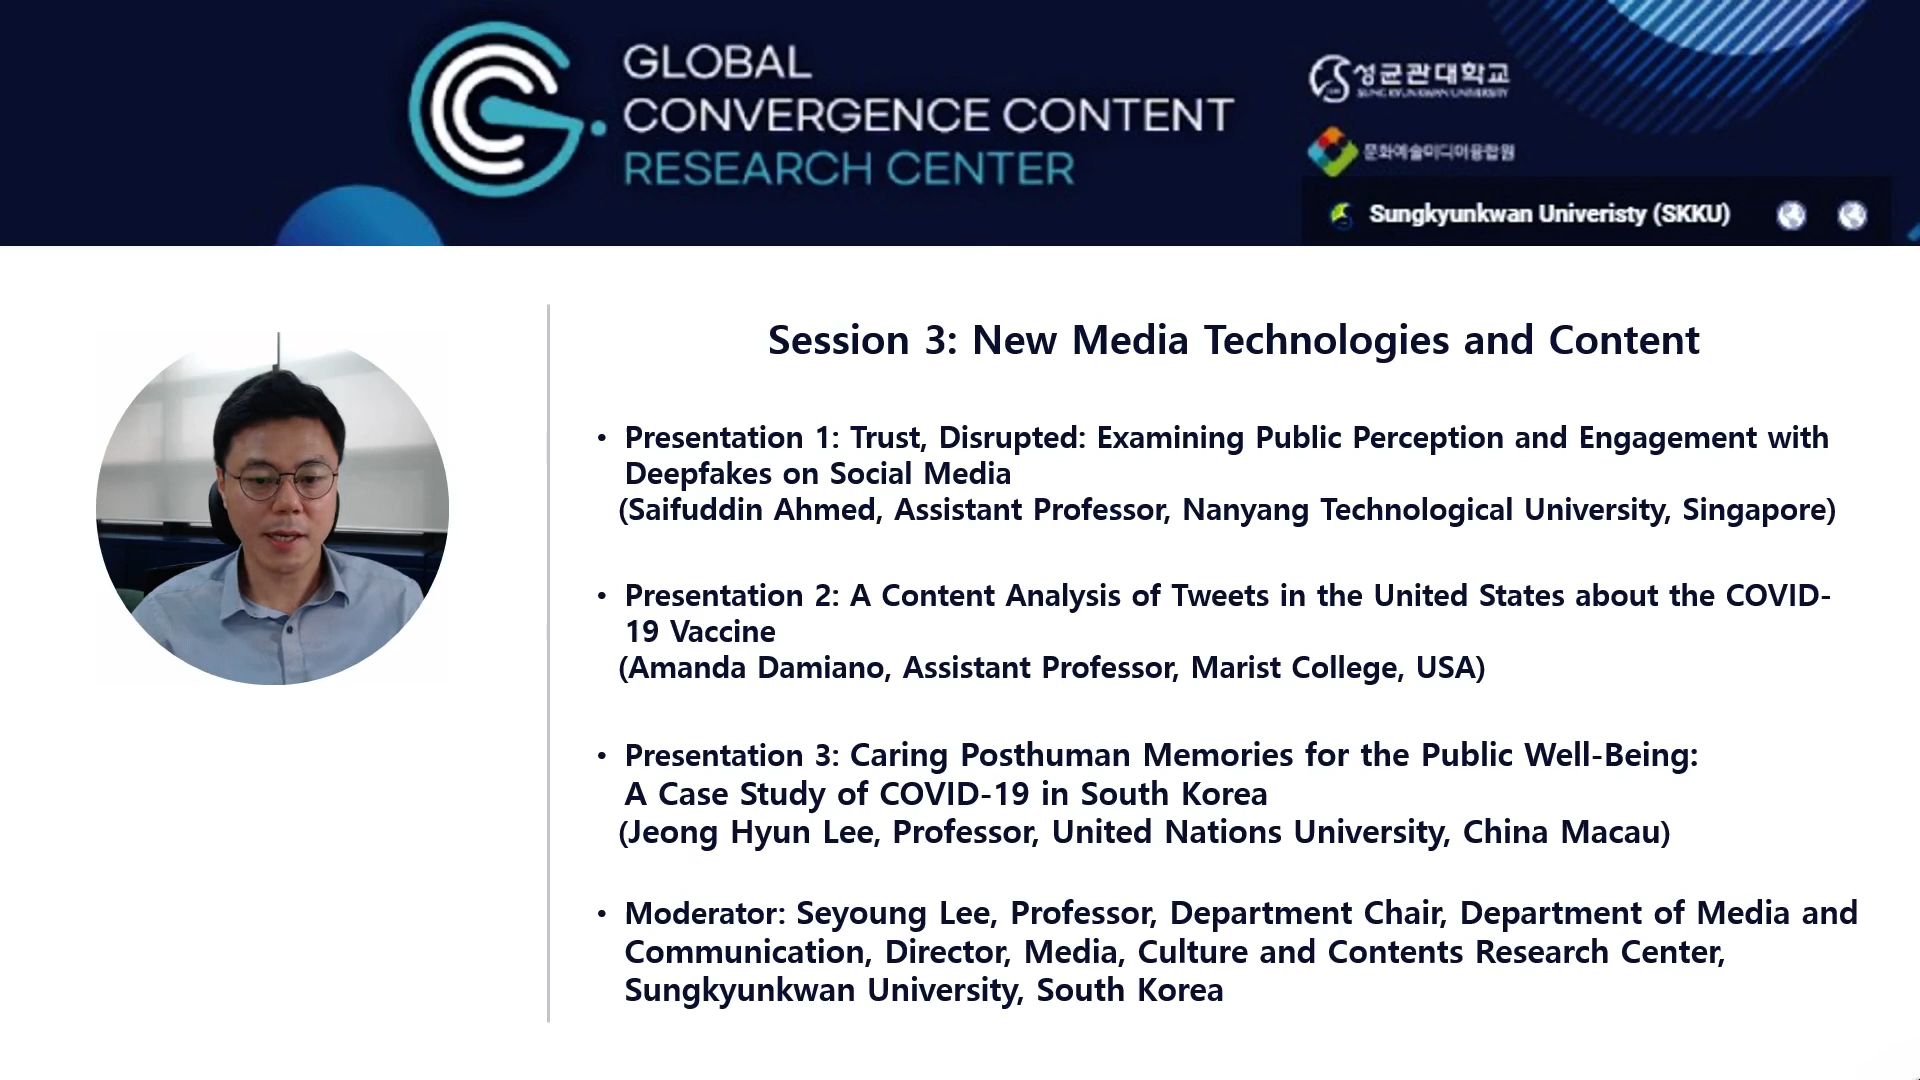 GLOBAL
CONVERGENCE CONTENT
RESEARCH CENTER
성균관대학교
SUNG KYUN KWAN UNIVERSITY
문화예술미디어융합원
Sungkyunkwan Univeristy (SKKU)
Session 3: New Media Technologies and Content
• Presentation 1: Trust, Disrupted: Examining Public Perception and Engagement with
Deepfakes on Social Media
(Saifuddin Ahmed, Assistant Professor, Nanyang Technological University, Singapore)
• Presentation 2: A Content Analysis of Tweets in the United States about the COVID-
19 Vaccine
(Amanda Damiano, Assistant Professor, Marist College, USA)
• Presentation 3: Caring Posthuman Memories for the Public Well-Being:
A Case Study of COVID-19 in South Korea
(Jeong Hyun Lee, Professor, United Nations University, China Macau)
• Moderator: Seyoung Lee, Professor, Department Chair, Department of Media and
Communication, Director, Media, Culture and Contents Research Center,
Sungkyunkwan University, South Korea